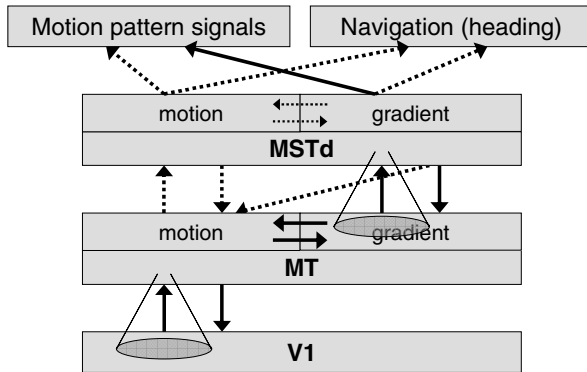 Motion pattern signals
Navigation (heading)
motion
gradient
MSTd
motion
gradient
MT
V1